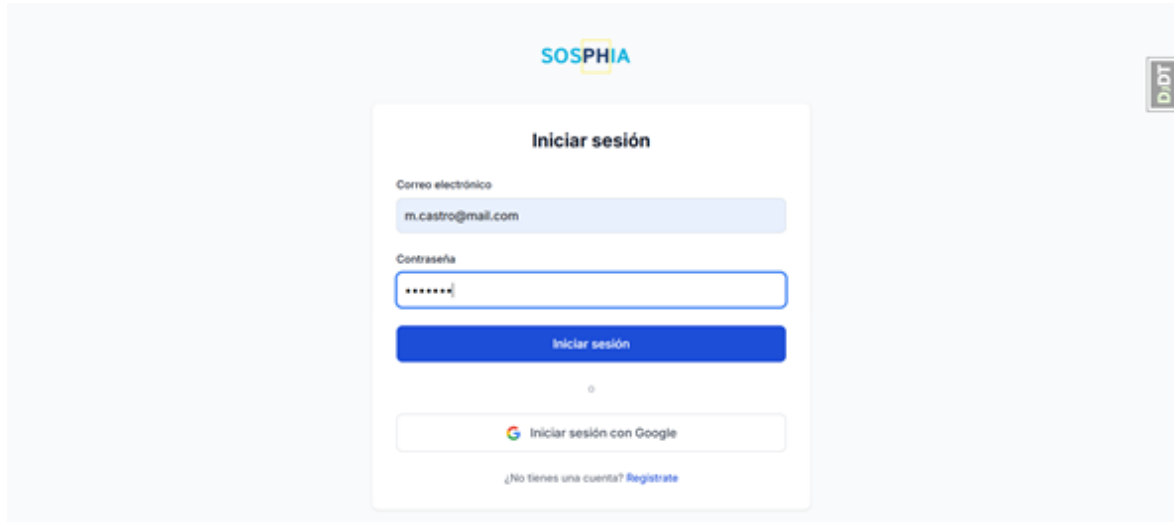 SOSPHIA
DJDT
Iniciar sesión
Correo electrónico
m.castro@mail.com
Contraseña
•••••••
Iniciar sesión
o
Iniciar sesión con Google
¿No tienes una cuenta? Regístrate